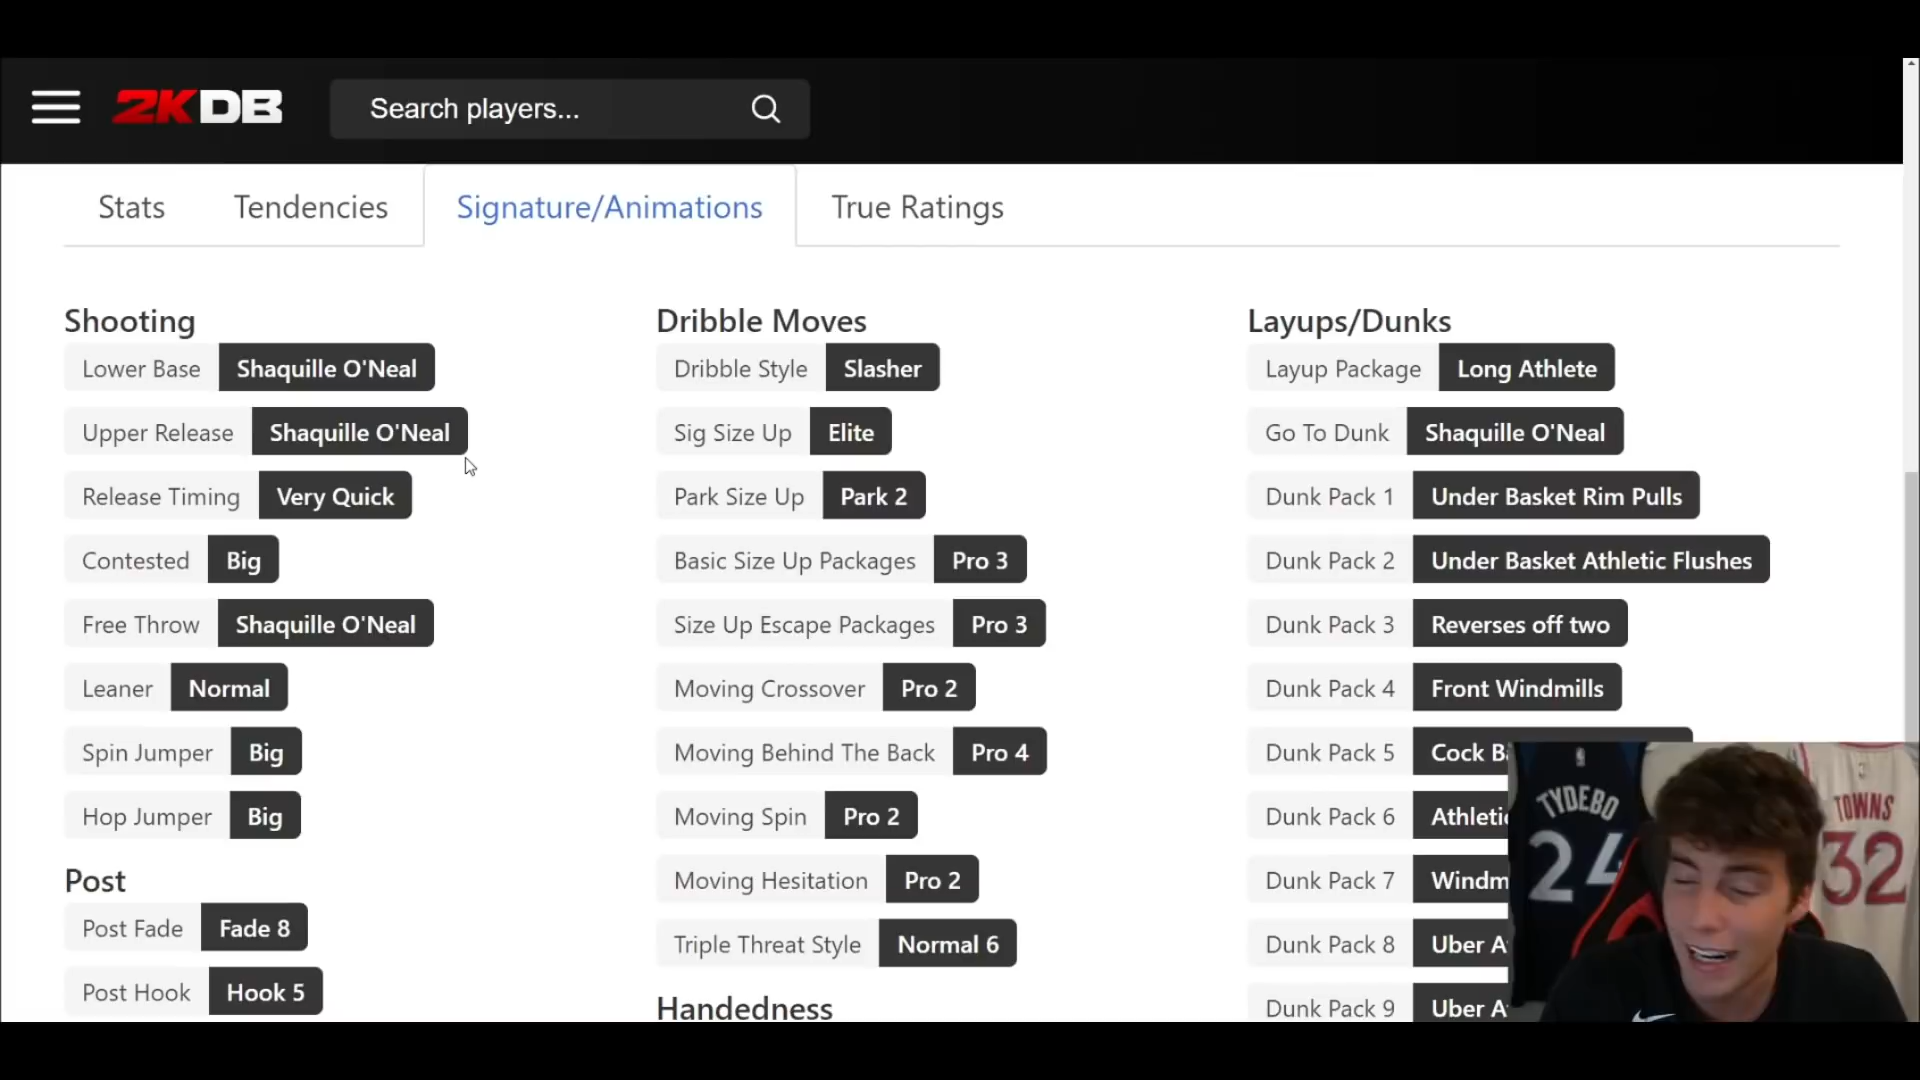 2KDB
Search players...
Stats
Tendencies
Signature/Animations
True Ratings
Shooting
Lower Base Shaquille O'Neal
Upper Release Shaquille O'Neal
Release Timing Very Quick
Contested Big
Free Throw Shaquille O'Neal
Leaner Normal
Spin Jumper Big
Hop Jumper Big
Post
Post Fade Fade 8
Post Hook Hook 5
Dribble Moves
Dribble Style Slasher
Sig Size Up Elite
Park Size Up Park 2
Basic Size Up Packages Pro 3
Size Up Escape Packages Pro 3
Moving Crossover Pro 2
Moving Behind The Back Pro 4
Moving Spin Pro 2
Moving Hesitation Pro 2
Triple Threat Style Normal 6
Handedness
Layups/Dunks
Layup Package Long Athlete
Go To Dunk Shaquille O'Neal
Dunk Pack 1 Under Basket Rim Pulls
Dunk Pack 2 Under Basket Athletic Flushes
Dunk Pack 3 Reverses off two
Dunk Pack 4 Front Windmills
Dunk Pack 5 Cock
Dunk Pack 6
Dunk Pack 7
Dunk Pack 8 Uber
Dunk Pack 9 Uber
TYDEBO
24
TOWNS
32